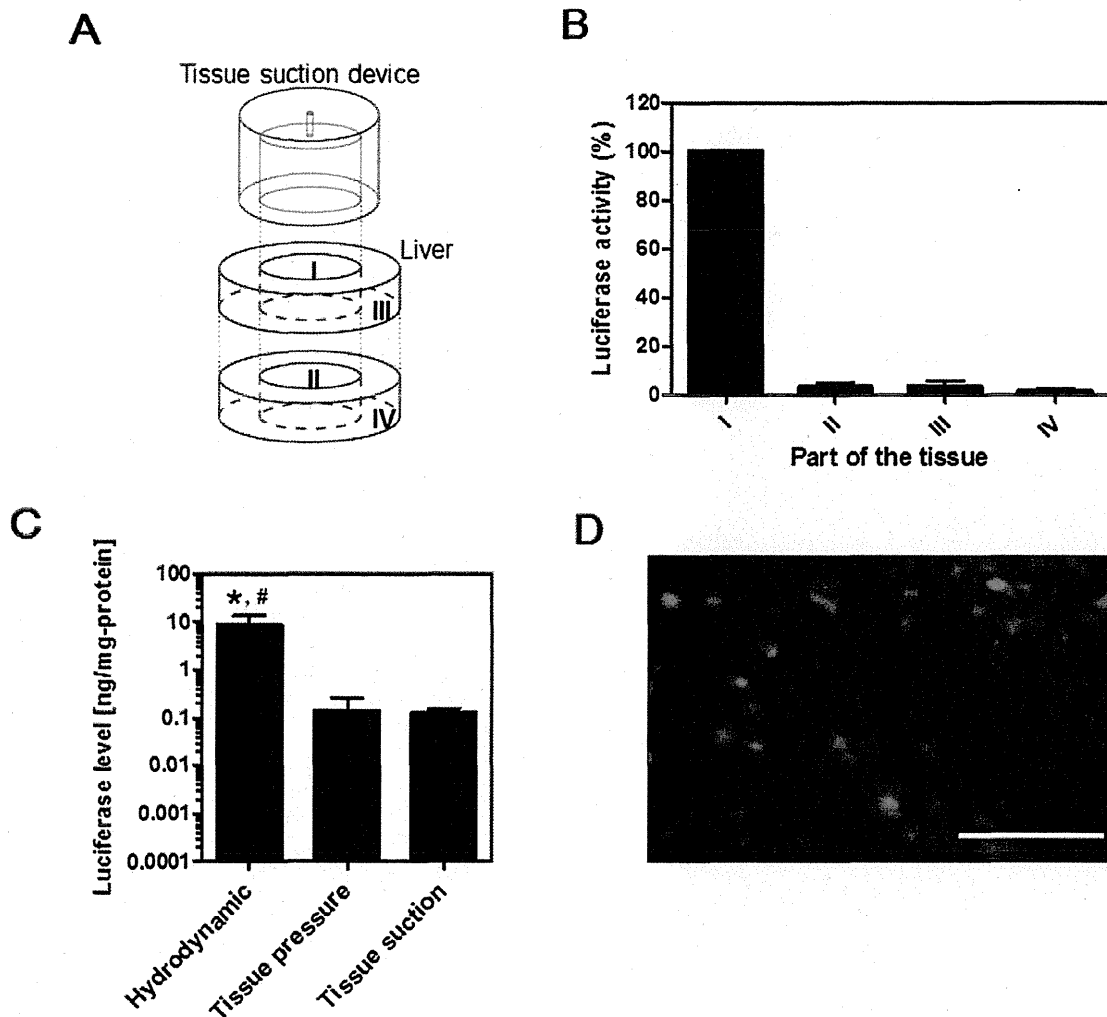 A
Tissue suction device
Liver
I
III
II
IV
B
Luciferase activity (%)
120
100
80
60
40
20
0
I
II
III
IV
Part of the tissue
C
Luciferase level [ng/mg-protein]
100
10
1
0.1
0.01
0.001
0.0001
*, #
Hydrodynamic
Tissue pressure
Tissue suction
D